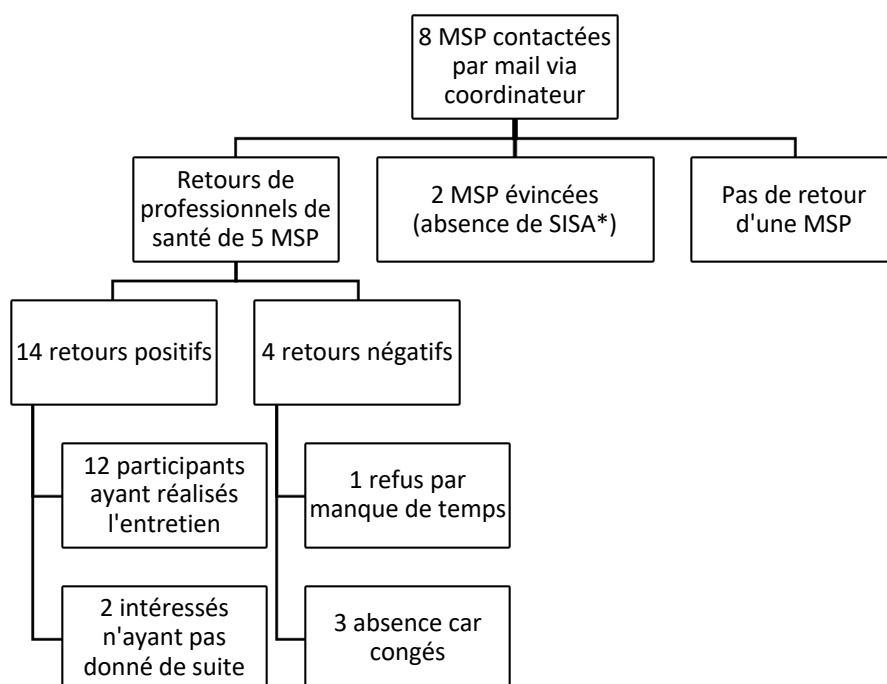 8 MSP contactées
par mail via
coordinateur
Retours de
professionnels de
santé de 5 MSP
2 MSP évincées
(absence de SISA*)
Pas de retour
d'une MSP
14 retours positifs
4 retours négatifs
12 participants
ayant réalisés
l'entretien
1 refus par
manque de temps
2 intéressés
n'ayant pas
donné de suite
3 absence car
congés